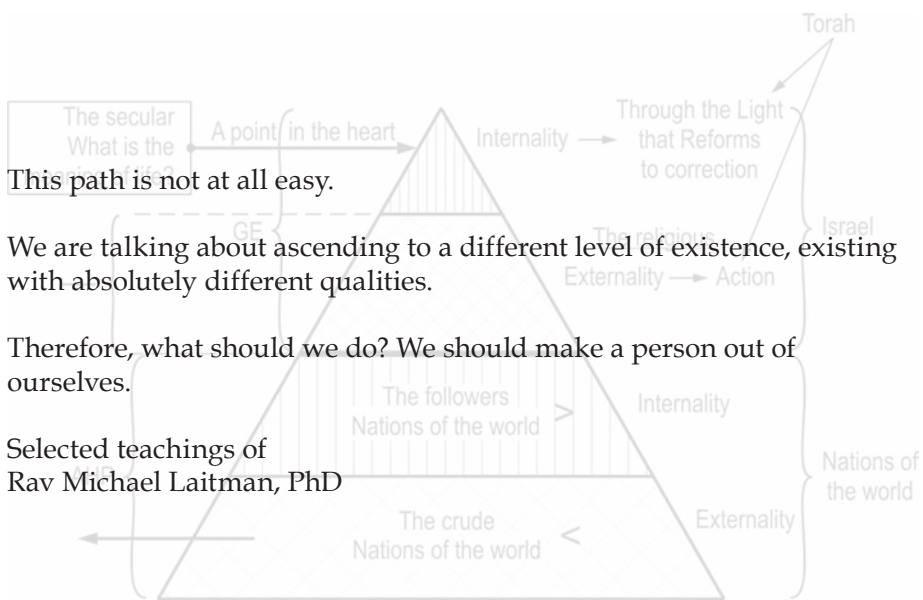 Torah
The secular
What is the
meaning of life?
A point in the heart
Internality
Through the Light
that Reforms
to correction
This path is not at all easy.
GE
The religious
Israel
We are talking about ascending to a different level of existence, existing
with absolutely different qualities.
Externality
Action
Therefore, what should we do? We should make a person out of
ourselves.
The followers
Nations of the world
>
Internality
Selected teachings of
Rav Michael Laitman, PhD
AHP
Nations of
the world
The crude
Nations of the world
<
Externality